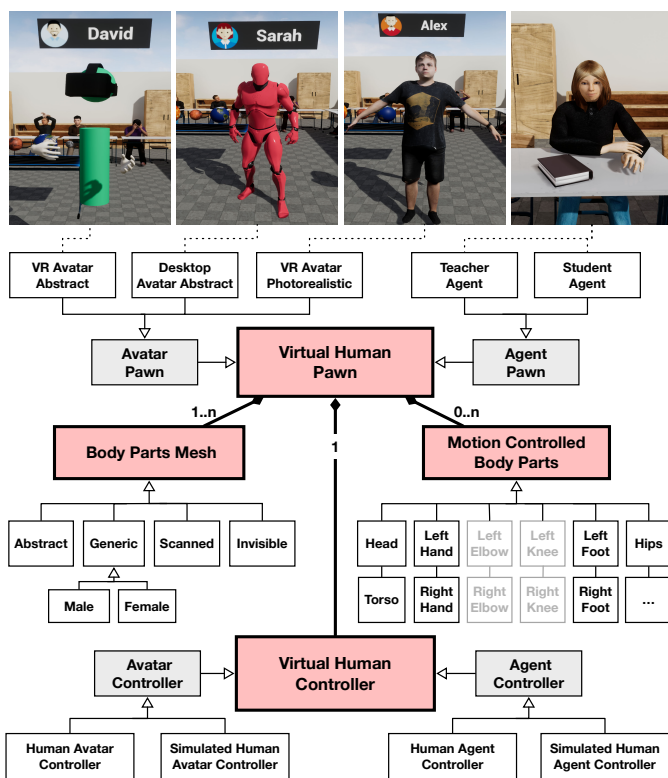 David
Sarah
Alex
VR Avatar
Abstract
Desktop
Avatar Abstract
VR Avatar
Photorealistic
Teacher
Agent
Student
Agent
Avatar
Pawn
Virtual Human
Pawn
Agent
Pawn
1..n
1
0..n
Body Parts Mesh
Motion Controlled
Body Parts
Abstract
Generic
Scanned
Invisible
Male
Female
Head
Left
Hand
Left
Elbow
Left
Knee
Left
Foot
Hips
Torso
Right
Hand
Right
Elbow
Right
Knee
Right
Foot
...
Avatar
Controller
Virtual Human
Controller
Agent
Controller
Human Avatar
Controller
Simulated Human
Avatar Controller
Human Agent
Controller
Simulated Human
Agent Controller